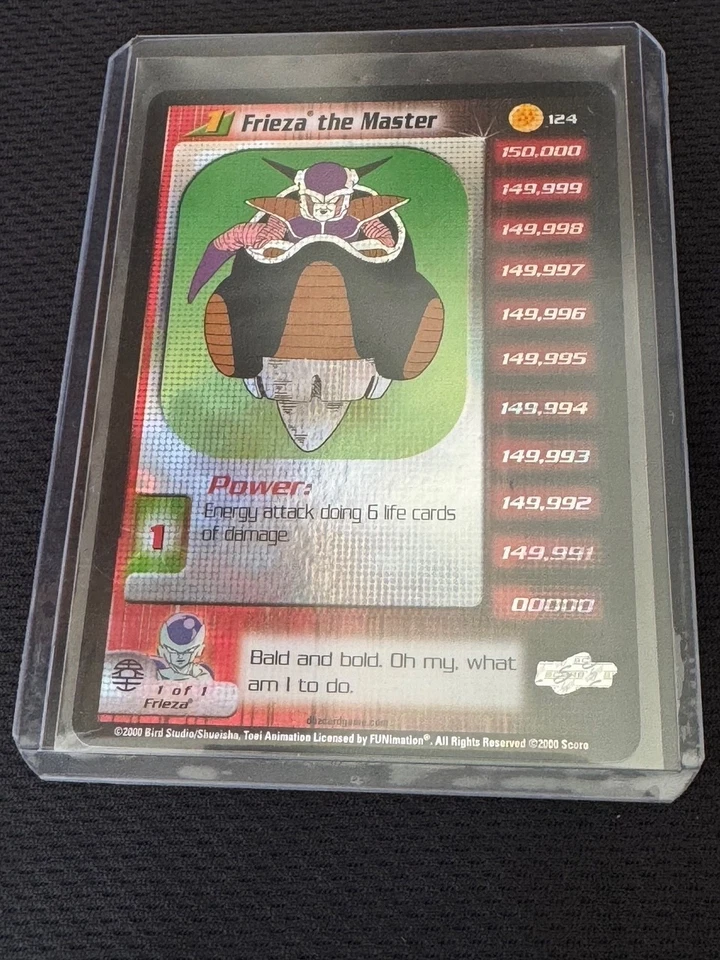 1 Frieza® the Master 124
150,000
149,999
149,998
149,997
149,996
149,995
149,994
149,993
149,992
149,991
00000
Power:
Energy attack doing 6 life cards
of damage
1
Bald and bold. Oh my, what
am I to do.
1 of 1
Frieza®
dbzcardgame.com
©2000 Bird Studio/Shueisha, Toei Animation Licensed by FUNimation®. All Rights Reserved ©2000 Score